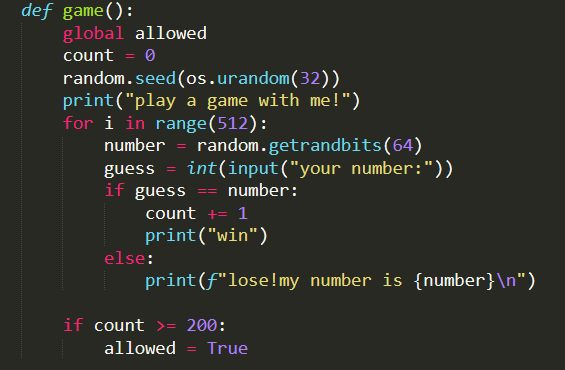 def game():
    global allowed
    count = 0
    random.seed(os.urandom(32))
    print("play a game with me!")
    for i in range(512):
        number = random.getrandbits(64)
        guess = int(input("your number:"))
        if guess == number:
            count += 1
            print("win")
        else:
            print(f"lose!my number is {number}\n")
    if count >= 200:
        allowed = True